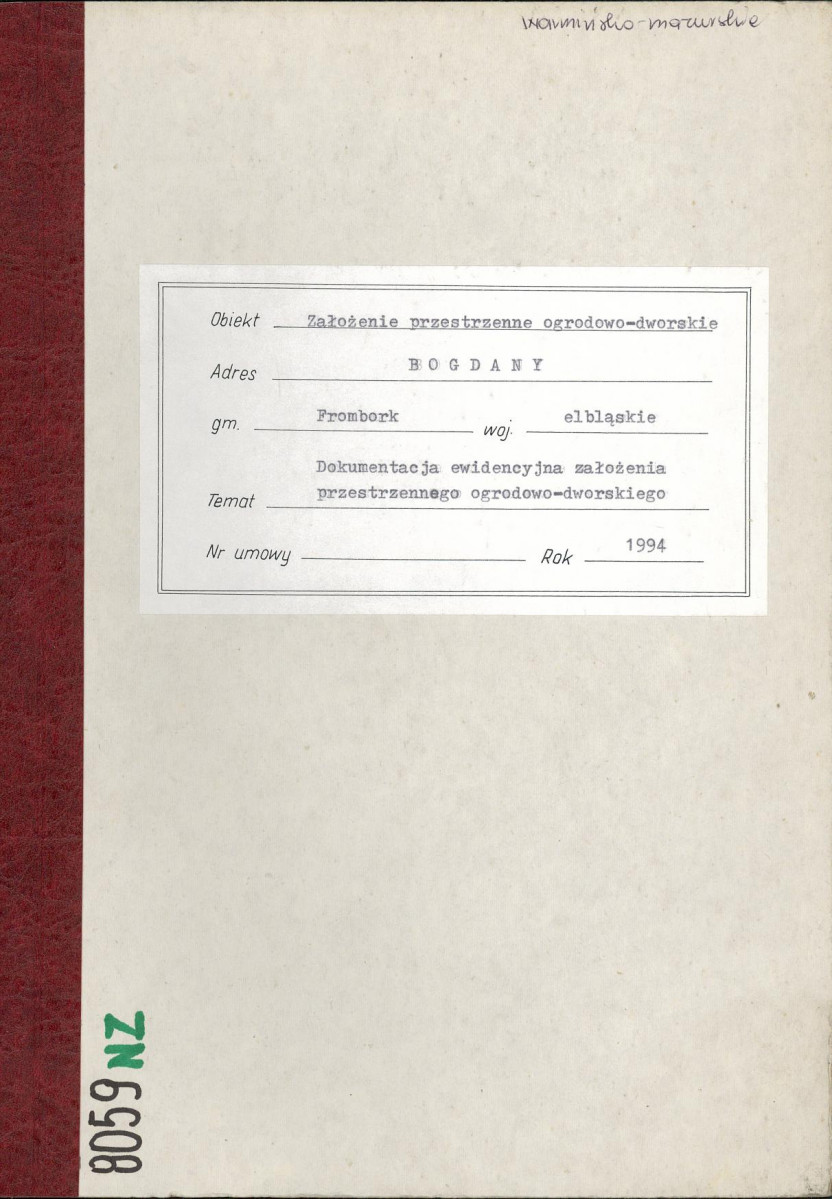 warmińsko-mazurskie
Obiekt Założenie przestrzenne ogrodowo-dworskie
Adres BOGDANY
gm. Frombork woj. elbląskie
Dokumentacja ewidencyjna założenia
Temat przestrzennego ogrodowo-dworskiego
Nr umowy Rok 1994
8059 NZ